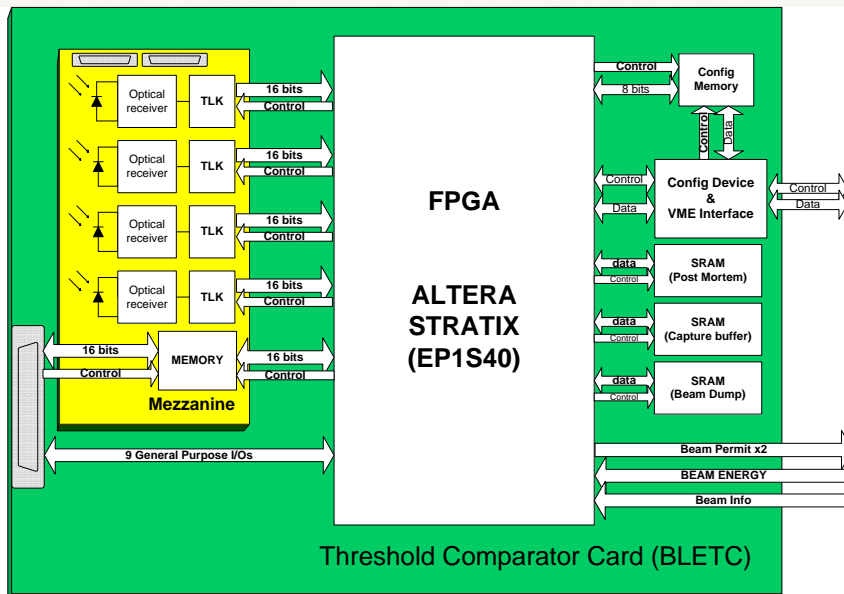 Optical
receiver
TLK
16 bits
Control
Optical
receiver
TLK
16 bits
Control
Optical
receiver
TLK
16 bits
Control
Optical
receiver
TLK
16 bits
Control
16 bits
Control
MEMORY
16 bits
Control
Mezzanine
9 General Purpose I/Os
FPGA
ALTERA
STRATIX
(EP1S40)
Control
8 bits
Config
Memory
Control
Data
Control
Data
Config Device
&
VME Interface
Control
Data
data
Control
SRAM
(Post Mortem)
data
Control
SRAM
(Capture buffer)
data
Control
SRAM
(Beam Dump)
Beam Permit x2
BEAM ENERGY
Beam Info
Threshold Comparator Card (BLETC)